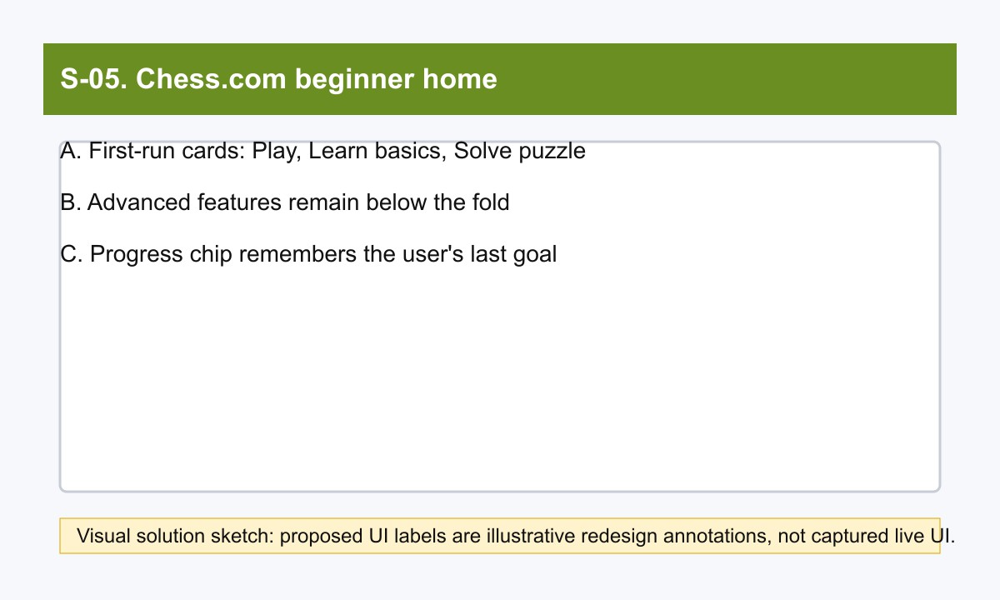 S-05. Chess.com beginner home
A. First-run cards: Play, Learn basics, Solve puzzle
B. Advanced features remain below the fold
C. Progress chip remembers the user's last goal
Visual solution sketch: proposed UI labels are illustrative redesign annotations, not captured live UI.